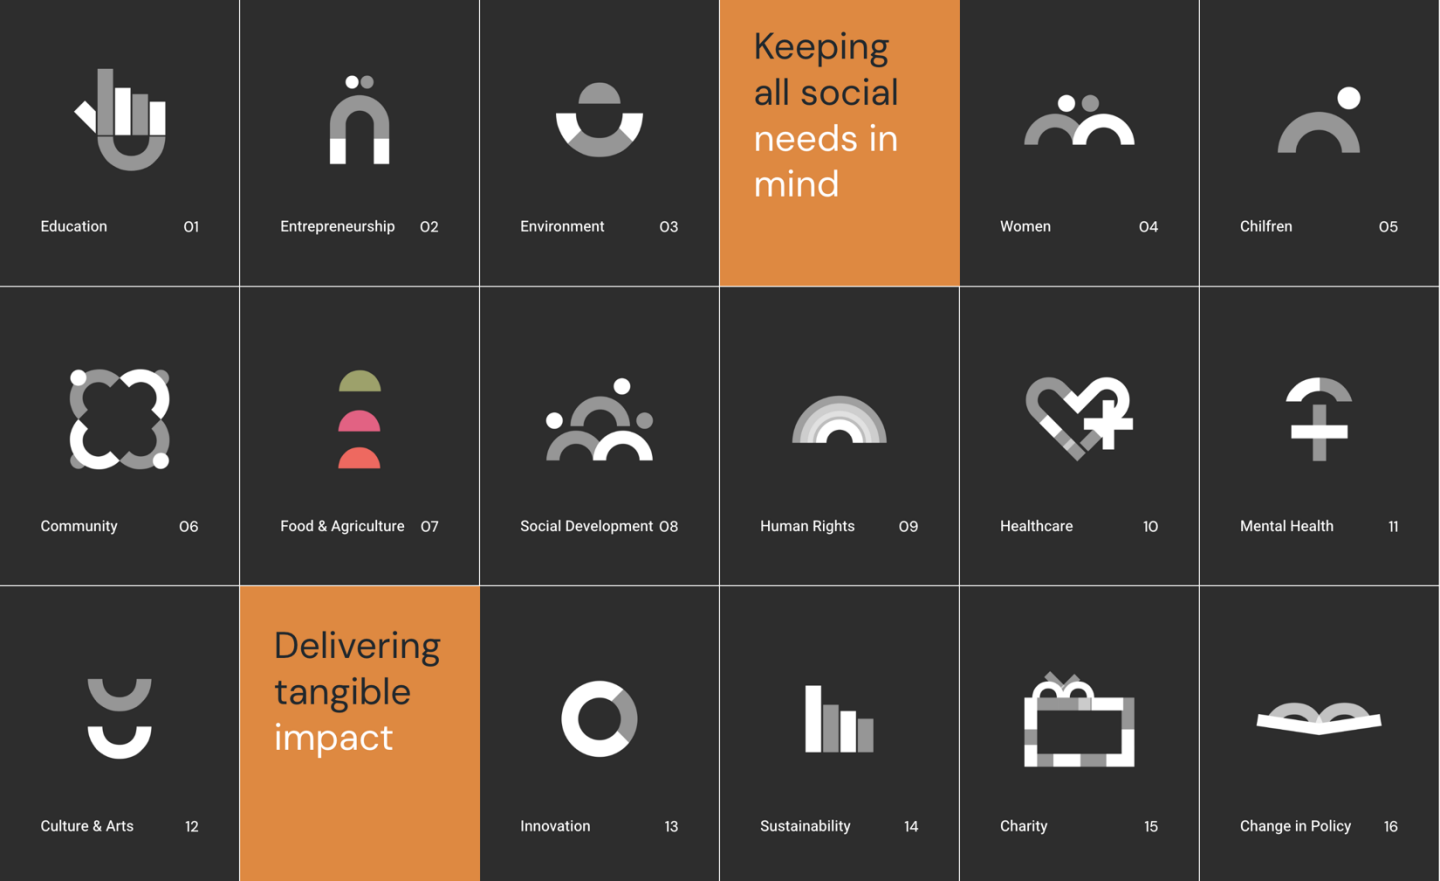 Education 01
Entrepreneurship 02
Environment 03
Keeping
all social
needs in
mind
Women 04
Chilfren 05
Community 06
Food & Agriculture 07
Social Development 08
Human Rights 09
Healthcare 10
Mental Health 11
Culture & Arts 12
Delivering
tangible
impact
Innovation 13
Sustainability 14
Charity 15
Change in Policy 16